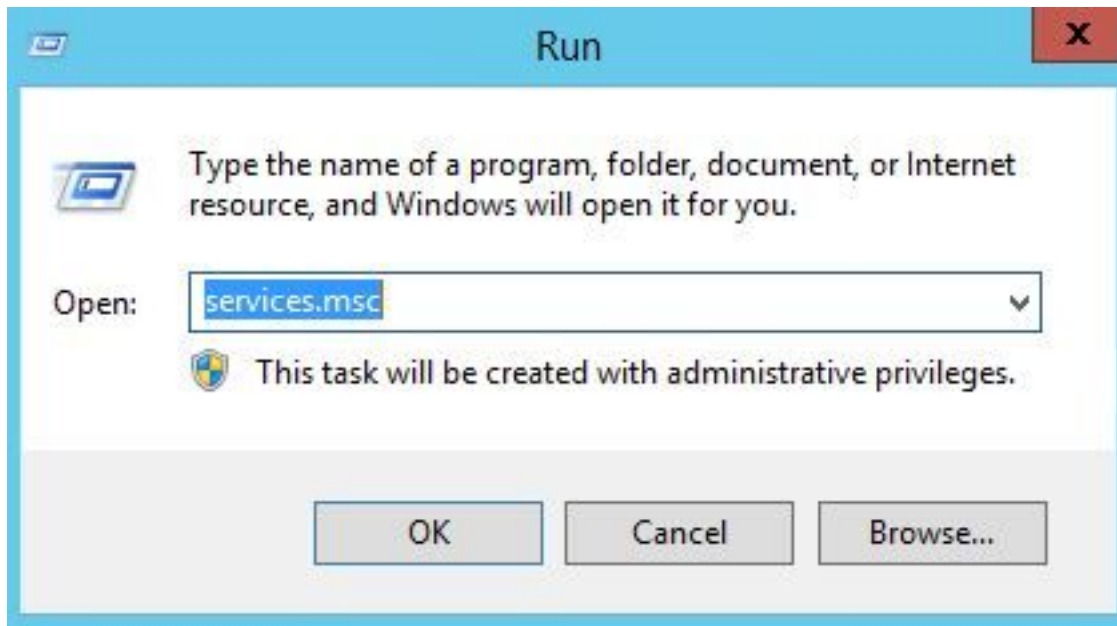 Run
x
Type the name of a program, folder, document, or Internet
resource, and Windows will open it for you.
Open: services.msc
This task will be created with administrative privileges.
OK Cancel Browse...